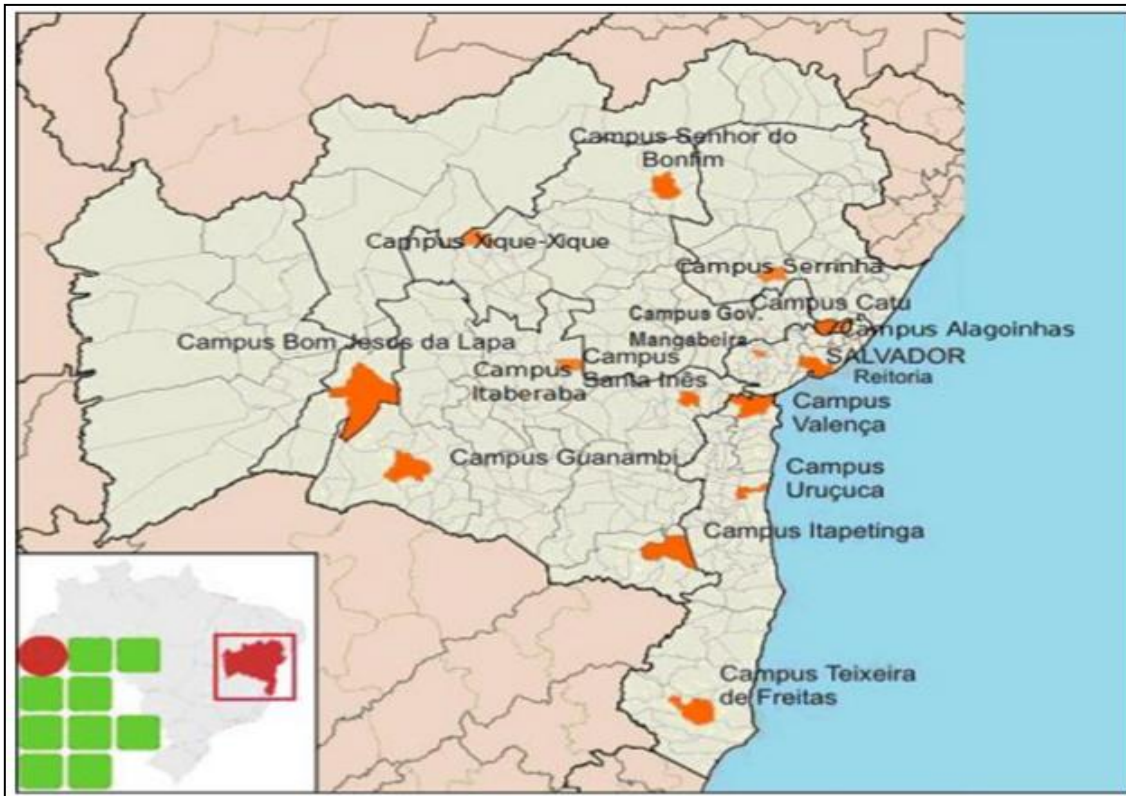 Campus Senhor do
Bonfim
Campus Xique-Xique
Campus Serrinha
Campus Catu
Campus Gov.
Mangabeira
Campus Alagoinhas
Campus Bom Jesus da Lapa
Campus
Itaberaba
Campus
Santa Inês
SALVADOR
Reitoria
Campus
Valença
Campus Guanambi
Campus
Uruçuca
Campus Itapetinga
Campus Teixeira
de Freitas